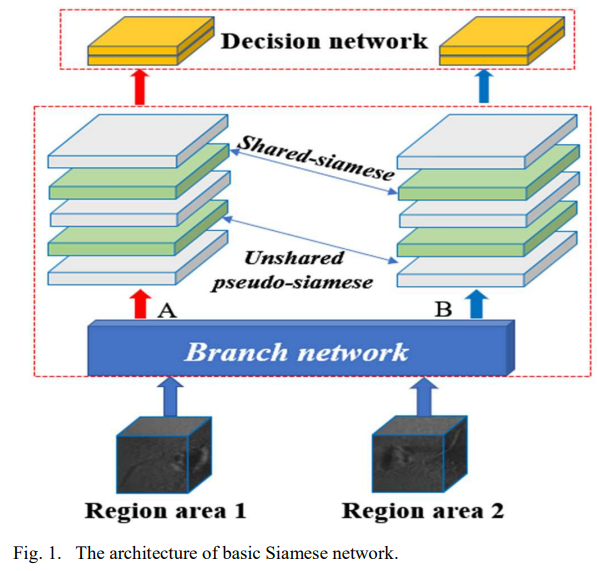 Decision network
Shared-siamese
Unshared
pseudo-siamese
A
B
Branch network
Region area 1
Region area 2
Fig. 1. The architecture of basic Siamese network.